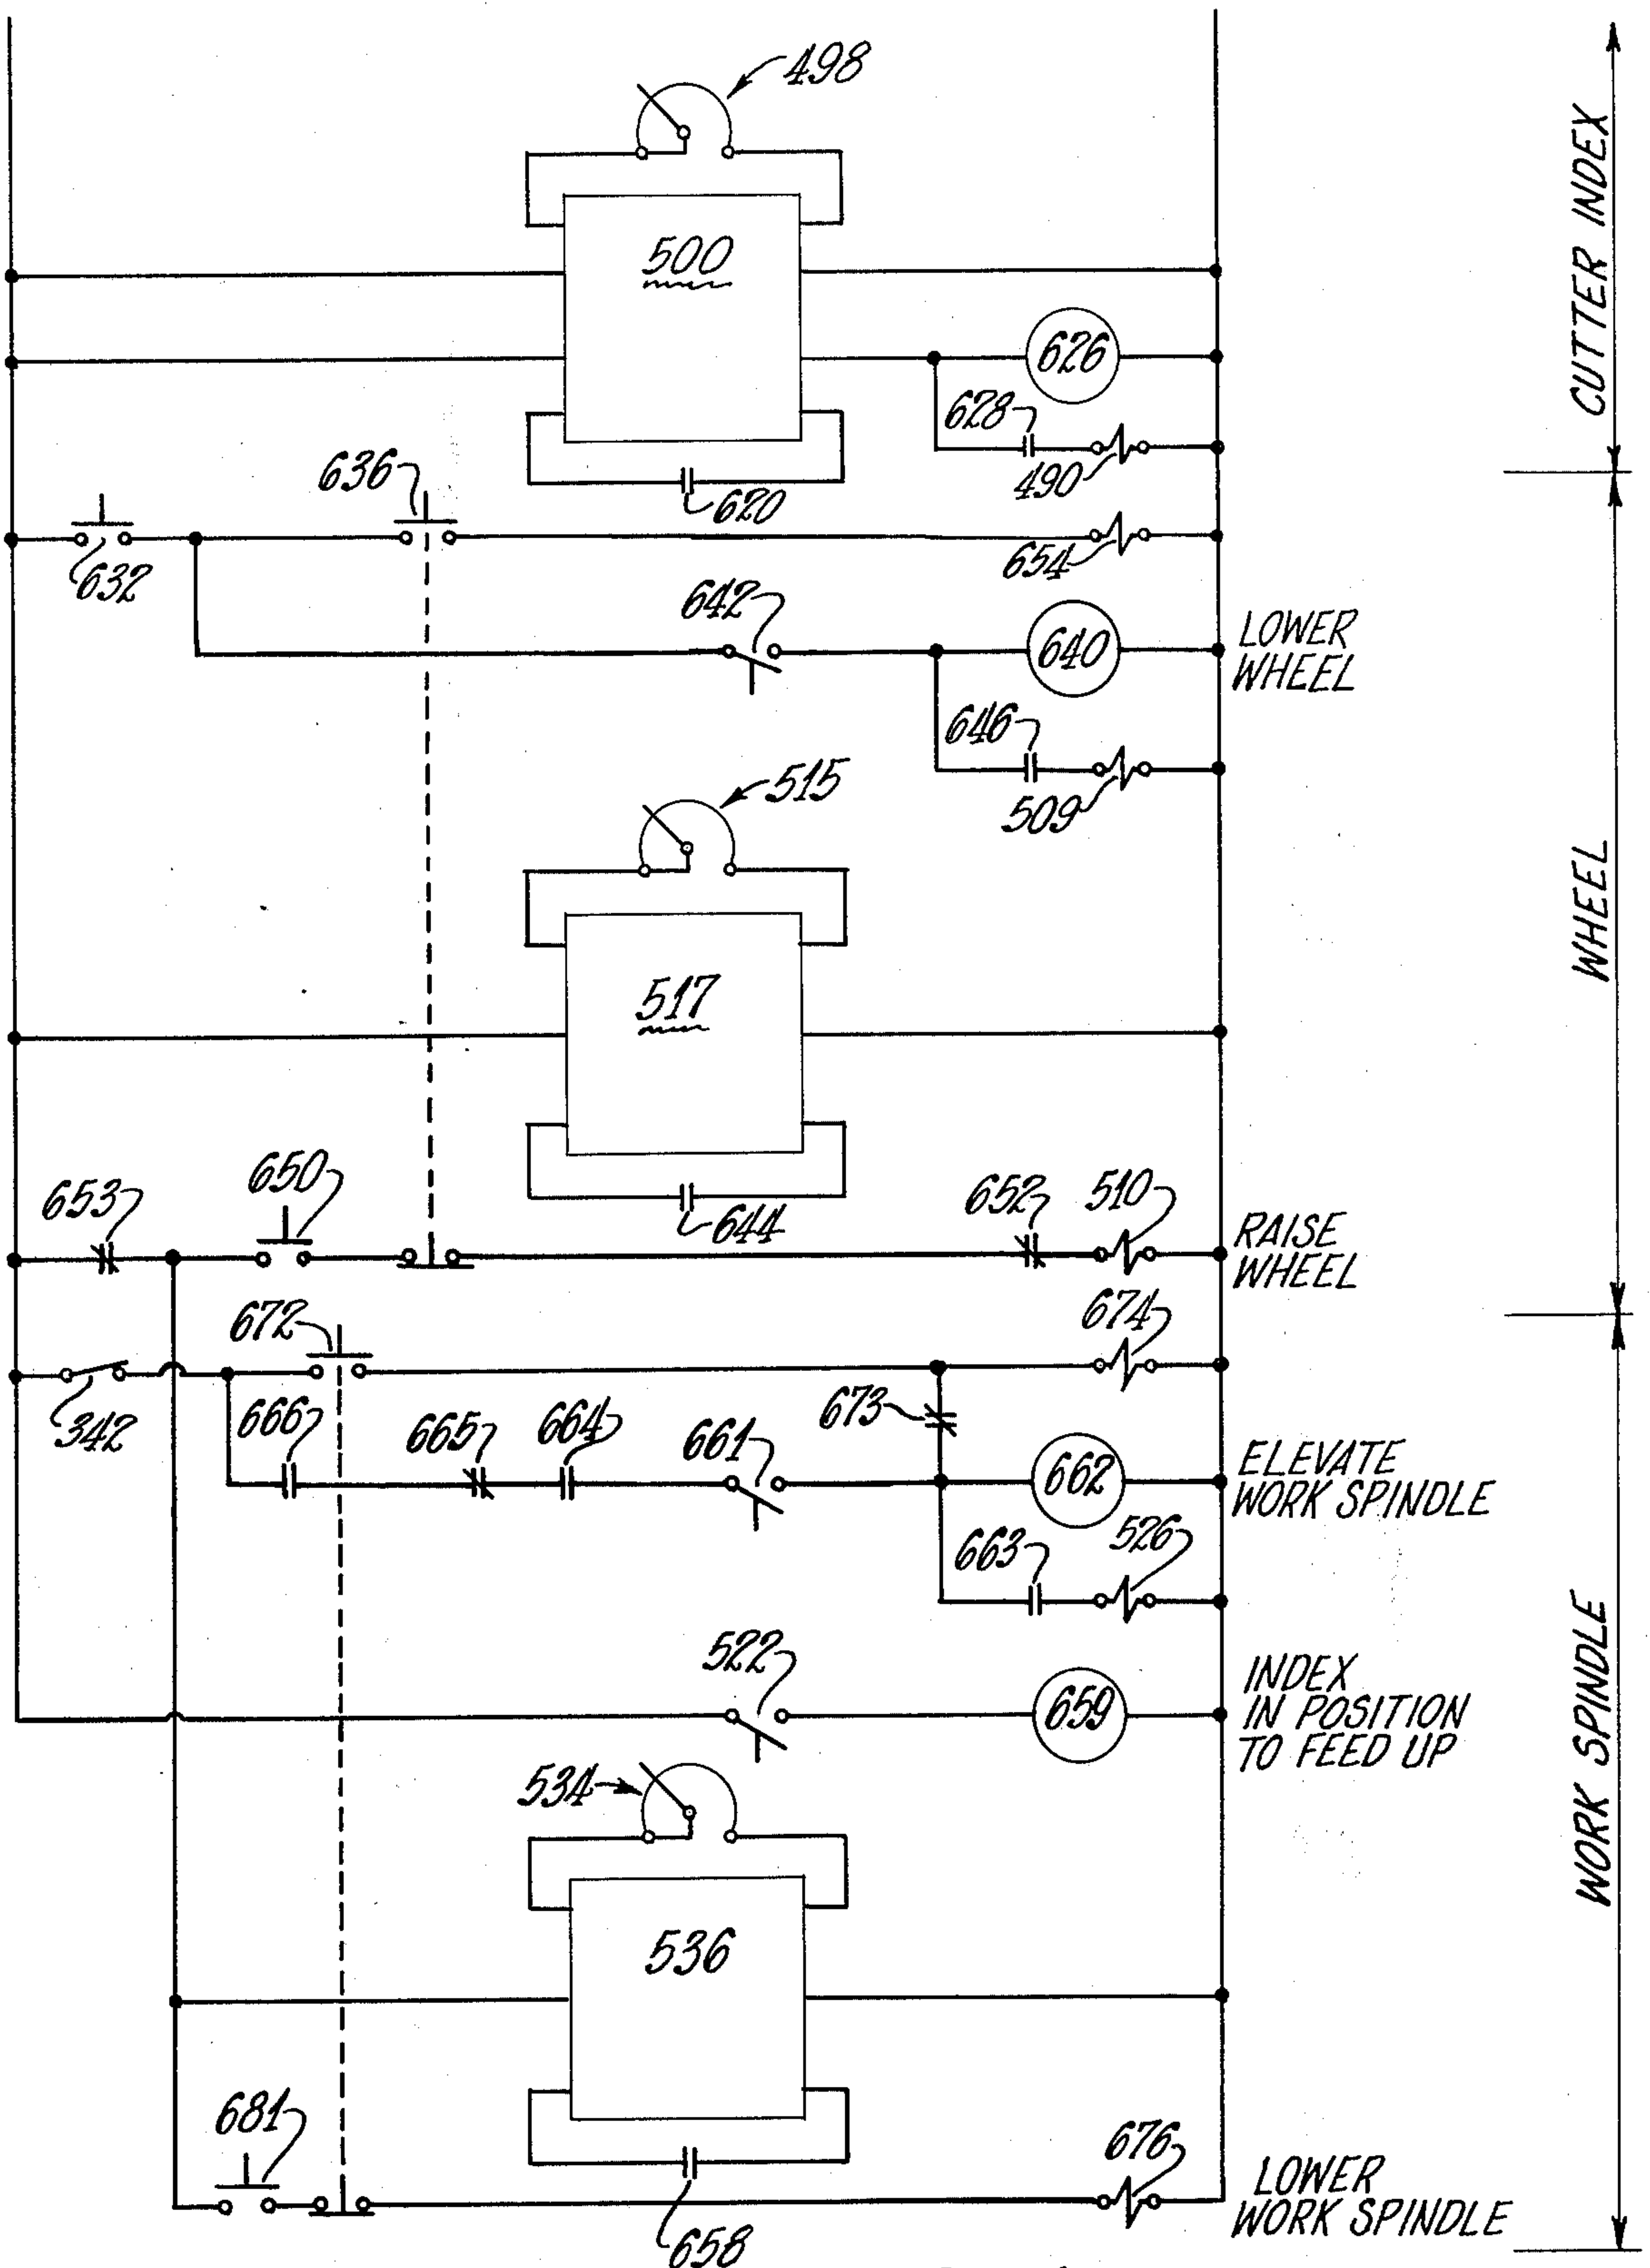 498
500
626
628
490
620
636
632
654
642
640
LOWER
WHEEL
646
509
515
517
644
653
650
652
510
RAISE
WHEEL
672
674
342
666
665
664
661
673
662
ELEVATE
WORK SPINDLE
663
526
522
659
INDEX
IN POSITION
TO FEED UP
534
536
681
676
658
LOWER
WORK SPINDLE
CUTTER INDEX
WHEEL
WORK SPINDLE